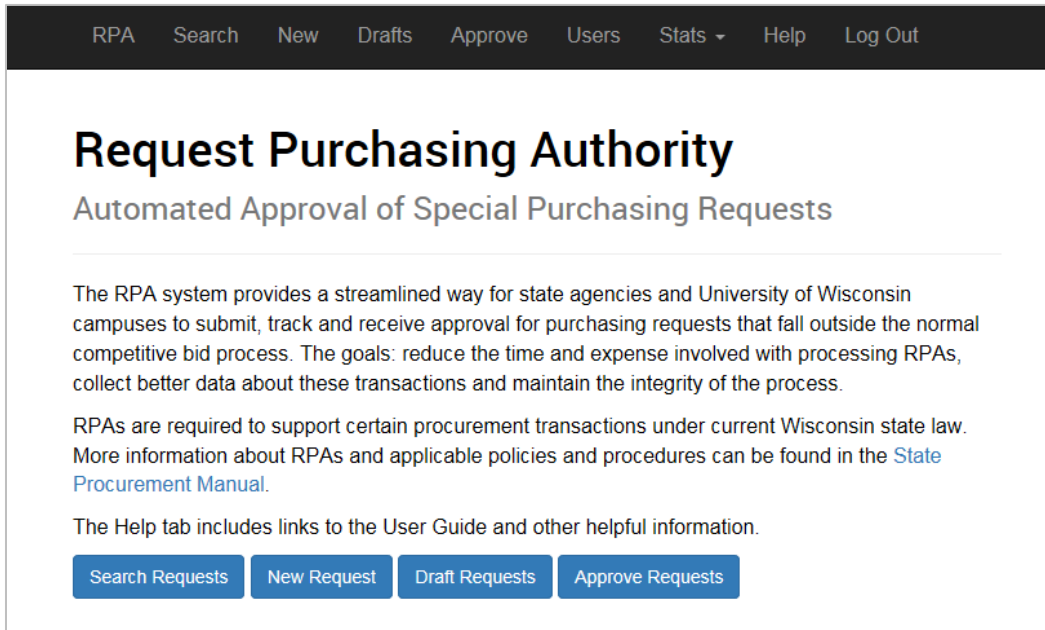 RPA Search New Drafts Approve Users Stats Help Log Out
Request Purchasing Authority
Automated Approval of Special Purchasing Requests
The RPA system provides a streamlined way for state agencies and University of Wisconsin
campuses to submit, track and receive approval for purchasing requests that fall outside the normal
competitive bid process. The goals: reduce the time and expense involved with processing RPAs,
collect better data about these transactions and maintain the integrity of the process.
RPAs are required to support certain procurement transactions under current Wisconsin state law.
More information about RPAs and applicable policies and procedures can be found in the State
Procurement Manual.
The Help tab includes links to the User Guide and other helpful information.
Search Requests New Request Draft Requests Approve Requests